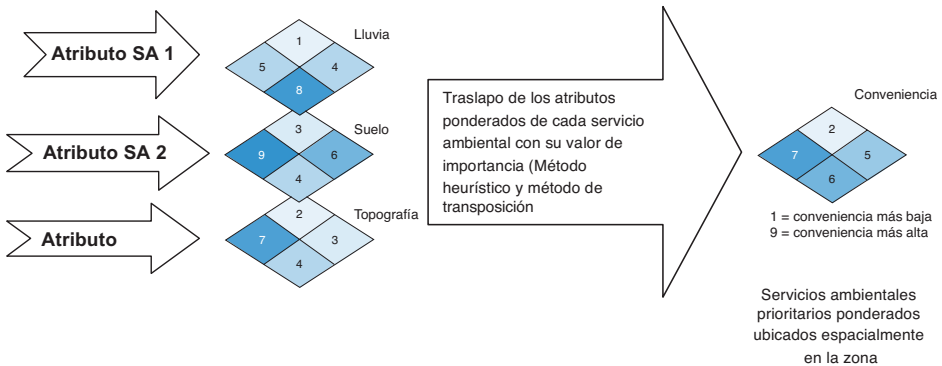 Atributo SA 1
Lluvia
1
5
4
8
Atributo SA 2
Suelo
3
9
6
4
Atributo
Topografía
2
7
3
4
Traslapo de los atributos
ponderados de cada servicio
ambiental con su valor de
importancia (Método
heurístico y método de
transposición
Conveniencia
2
7
5
6
1 = conveniencia más baja
9 = conveniencia más alta
Servicios ambientales
prioritarios ponderados
ubicados espacialmente
en la zona